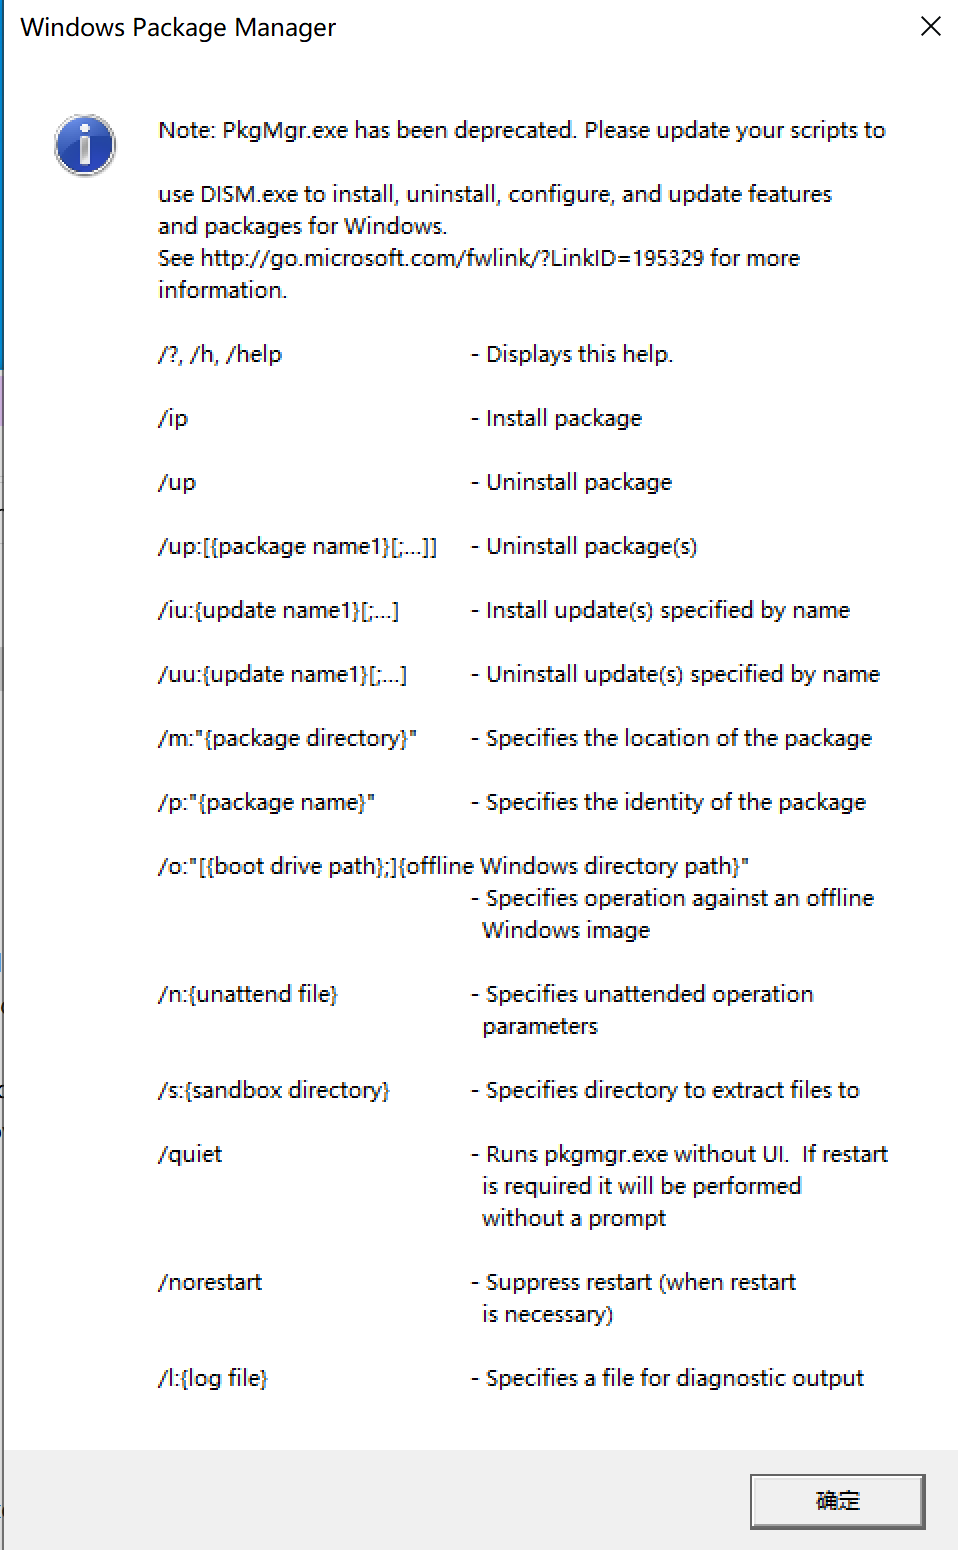 Windows Package Manager
Note: PkgMgr.exe has been deprecated. Please update your scripts to
use DISM.exe to install, uninstall, configure, and update features
and packages for Windows.
See http://go.microsoft.com/fwlink/?LinkID=195329 for more
information.
/?, /h, /help - Displays this help.
/ip - Install package
/up - Uninstall package
/up:[{package name1}[;...]] - Uninstall package(s)
/iu:{update name1}[;...] - Install update(s) specified by name
/uu:{update name1}[;...] - Uninstall update(s) specified by name
/m:"{package directory}" - Specifies the location of the package
/p:"{package name}" - Specifies the identity of the package
/o:"[{boot drive path};]{offline Windows directory path}"
- Specifies operation against an offline
Windows image
/n:{unattend file} - Specifies unattended operation
parameters
/s:{sandbox directory} - Specifies directory to extract files to
/quiet - Runs pkgmgr.exe without UI.  If restart
is required it will be performed
without a prompt
/norestart - Suppress restart (when restart
is necessary)
/l:{log file} - Specifies a file for diagnostic output
确定